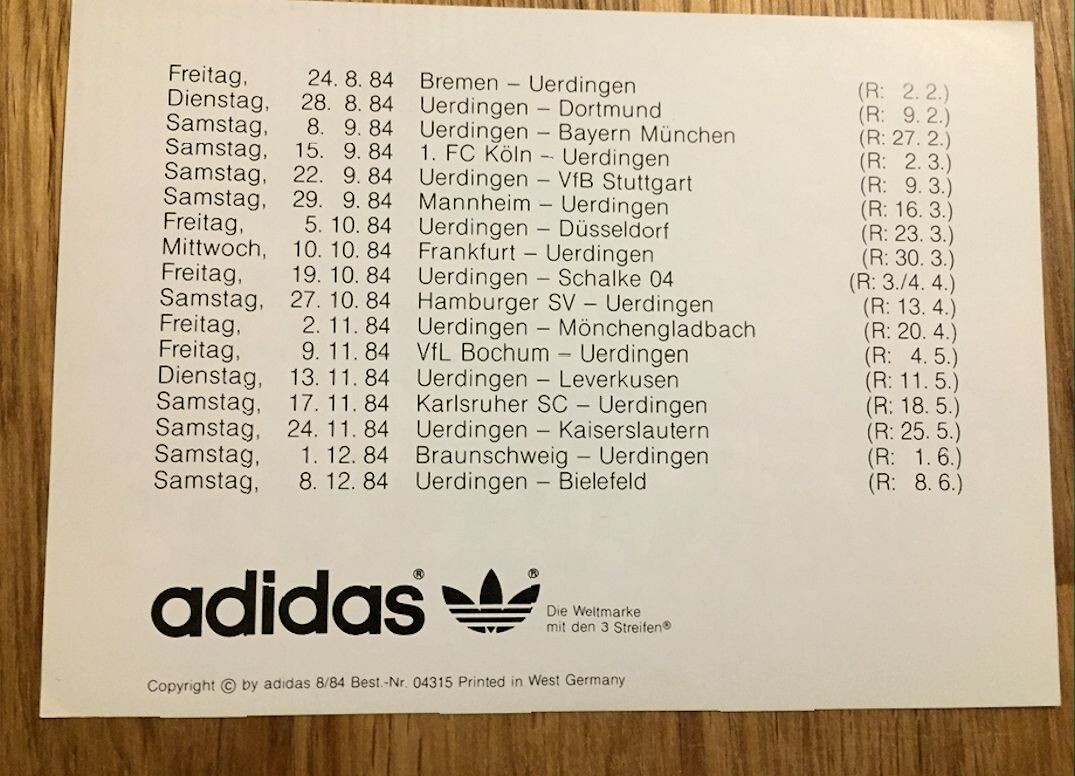 Freitag, 24. 8. 84 Bremen – Uerdingen (R: 2. 2.)
Dienstag, 28. 8. 84 Uerdingen – Dortmund (R: 9. 2.)
Samstag, 8. 9. 84 Uerdingen – Bayern München (R: 27. 2.)
Samstag, 15. 9. 84 1. FC Köln – Uerdingen (R: 2. 3.)
Samstag, 22. 9. 84 Uerdingen – VfB Stuttgart (R: 9. 3.)
Samstag, 29. 9. 84 Mannheim – Uerdingen (R: 16. 3.)
Freitag, 5. 10. 84 Uerdingen – Düsseldorf (R: 23. 3.)
Mittwoch, 10. 10. 84 Frankfurt – Uerdingen (R: 30. 3.)
Freitag, 19. 10. 84 Uerdingen – Schalke 04 (R: 3./4. 4.)
Samstag, 27. 10. 84 Hamburger SV – Uerdingen (R: 13. 4.)
Freitag, 2. 11. 84 Uerdingen – Mönchengladbach (R: 20. 4.)
Freitag, 9. 11. 84 VfL Bochum – Uerdingen (R: 4. 5.)
Dienstag, 13. 11. 84 Uerdingen – Leverkusen (R: 11. 5.)
Samstag, 17. 11. 84 Karlsruher SC – Uerdingen (R: 18. 5.)
Samstag, 24. 11. 84 Uerdingen – Kaiserslautern (R: 25. 5.)
Samstag, 1. 12. 84 Braunschweig – Uerdingen (R: 1. 6.)
Samstag, 8. 12. 84 Uerdingen – Bielefeld (R: 8. 6.)
adidas® ®
Die Weltmarke
mit den 3 Streifen®
Copyright © by adidas 8/84 Best.-Nr. 04315 Printed in West Germany